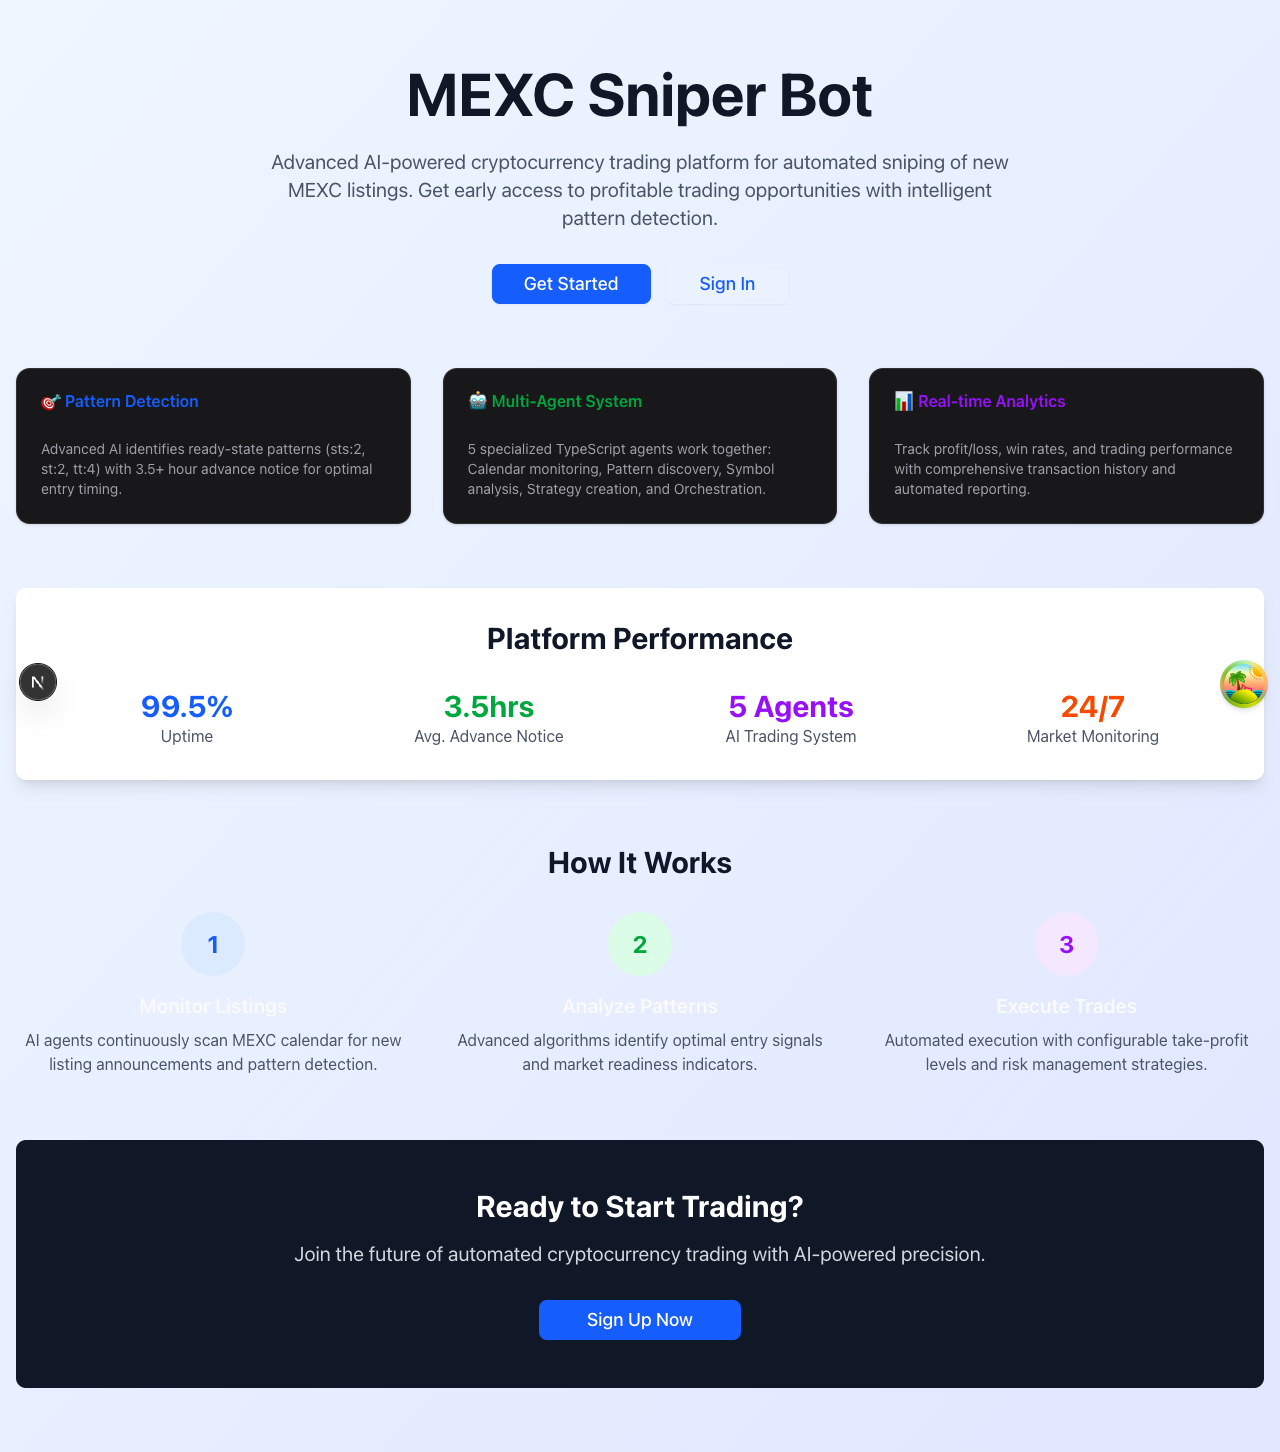 MEXC Sniper Bot
Advanced AI-powered cryptocurrency trading platform for automated sniping of new
MEXC listings. Get early access to profitable trading opportunities with intelligent
pattern detection.
Get Started
Sign In
🎯 Pattern Detection
Advanced AI identifies ready-state patterns (sts:2,
st:2, tt:4) with 3.5+ hour advance notice for optimal
entry timing.
🤖 Multi-Agent System
5 specialized TypeScript agents work together:
Calendar monitoring, Pattern discovery, Symbol
analysis, Strategy creation, and Orchestration.
📊 Real-time Analytics
Track profit/loss, win rates, and trading performance
with comprehensive transaction history and
automated reporting.
Platform Performance
N
99.5%
Uptime
3.5hrs
Avg. Advance Notice
5 Agents
AI Trading System
24/7
Market Monitoring
How It Works
1
Monitor Listings
AI agents continuously scan MEXC calendar for new
listing announcements and pattern detection.
2
Analyze Patterns
Advanced algorithms identify optimal entry signals
and market readiness indicators.
3
Execute Trades
Automated execution with configurable take-profit
levels and risk management strategies.
Ready to Start Trading?
Join the future of automated cryptocurrency trading with AI-powered precision.
Sign Up Now